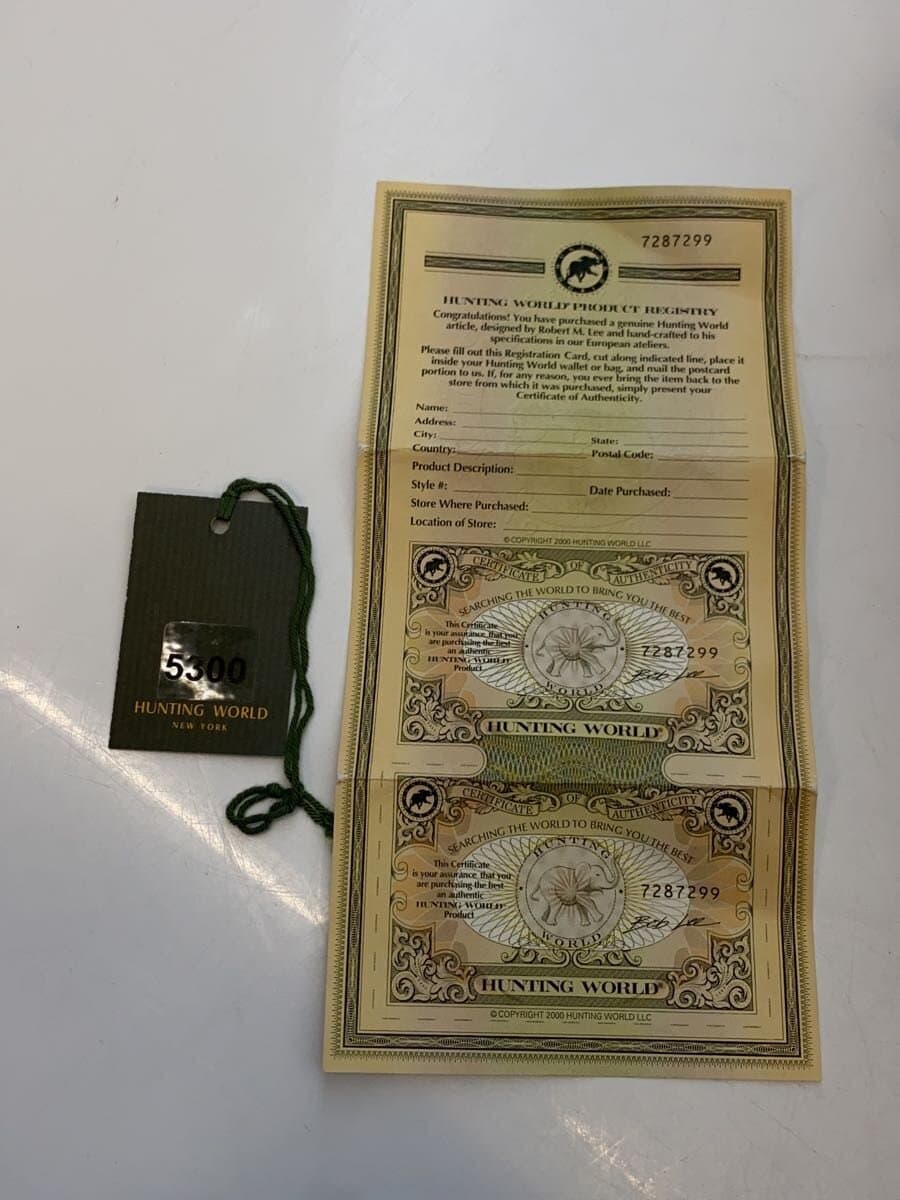 7287299
HUNTING WORLD® PRODUCT REGISTRY
Congratulations! You have purchased a genuine Hunting World
article, designed by Robert M. Lee and hand-crafted to his
specifications in our European ateliers.
Please fill out this Registration Card, cut along indicated line, place it
inside your Hunting World wallet or bag, and mail the postcard
portion to us. If, for any reason, you ever bring the item back to the
store from which it was purchased, simply present your
Certificate of Authenticity.
Name:
Address:
City:
State:
Country:
Postal Code:
Product Description:
Style #:
Date Purchased:
Store Where Purchased:
Location of Store:
© COPYRIGHT 2000 HUNTING WORLD LLC
CERTIFICATE OF AUTHENTICITY
SEARCHING THE WORLD TO BRING YOU THE BEST
HUNTING
WORLD
This Certificate
is your assurance that you
are purchasing the best
an authentic
HUNTING WORLD
Product
7287299
Bob Lee
HUNTING WORLD®
CERTIFICATE OF AUTHENTICITY
SEARCHING THE WORLD TO BRING YOU THE BEST
HUNTING
WORLD
This Certificate
is your assurance that you
are purchasing the best
an authentic
HUNTING WORLD
Product
7287299
Bob Lee
HUNTING WORLD®
© COPYRIGHT 2000 HUNTING WORLD LLC
5300
HUNTING WORLD
NEW YORK